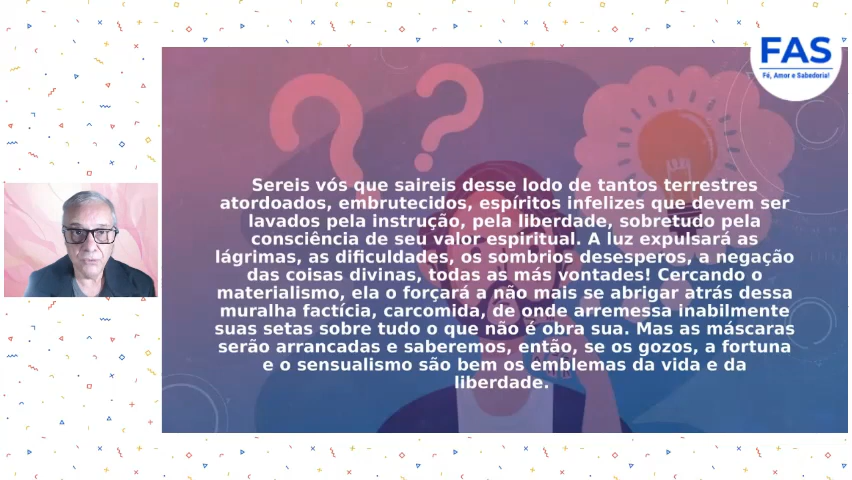 FAS
Fé, Amor e Sabedoria!
Sereis vós que saireis desse lodo de tantos terrestres
atordoados, embrutecidos, espíritos infelizes que devem ser
lavados pela instrução, pela liberdade, sobretudo pela
consciência de seu valor espiritual. A luz expulsará as
lágrimas, as dificuldades, os sombrios desesperos, a negação
das coisas divinas, todas as más vontades! Cercando o
materialismo, ela o forçará a não mais se abrigar atrás dessa
muralha factícia, carcomida, de onde arremessa inabilmente
suas setas sobre tudo o que não é obra sua. Mas as máscaras
serão arrancadas e saberemos, então, se os gozos, a fortuna
e o sensualismo são bem os emblemas da vida e da
liberdade.